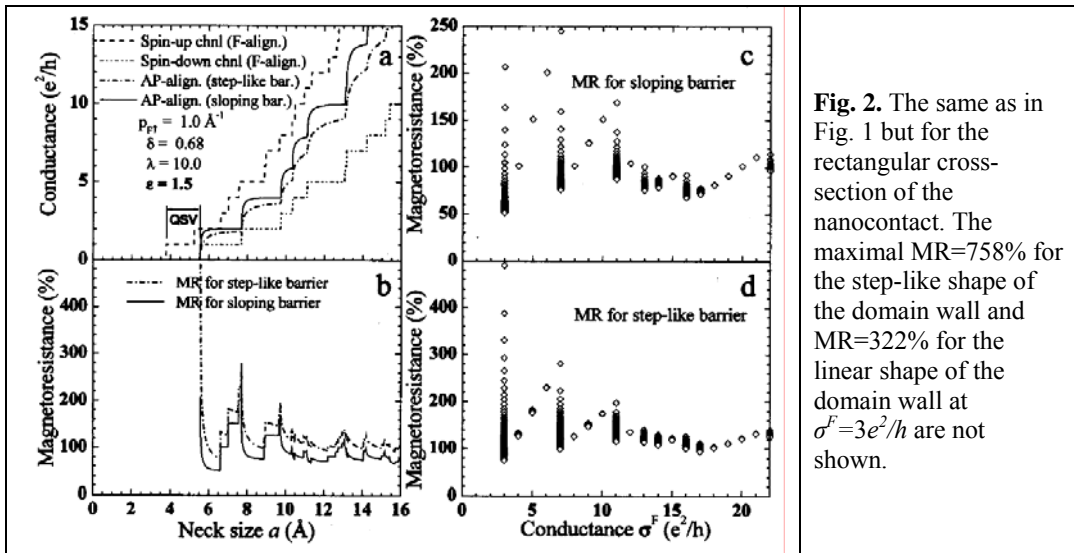 Conductance (e²/h)
15
10
5
0
Spin-up chnl (F-align.)
Spin-down chnl (F-align.)
AP-align. (step-like bar.)
AP-align. (sloping bar.)
p_F↑ = 1.0 Å⁻¹
δ = 0.68
λ = 10.0
ε = 1.5
QSV
a
Magnetoresistance (%)
400
300
200
100
0
MR for step-like barrier
MR for sloping barrier
b
0 2 4 6 8 10 12 14 16
Neck size a (Å)
Magnetoresistance (%)
250
200
150
100
50
0
MR for sloping barrier
c
Magnetoresistance (%)
400
300
200
100
0
MR for step-like barrier
d
0 5 10 15 20
Conductance σF (e²/h)
Fig. 2. The same as in
Fig. 1 but for the
rectangular cross-
section of the
nanocontact. The
maximal MR=758% for
the step-like shape of
the domain wall and
MR=322% for the
linear shape of the
domain wall at
σF=3e²/h are not
shown.